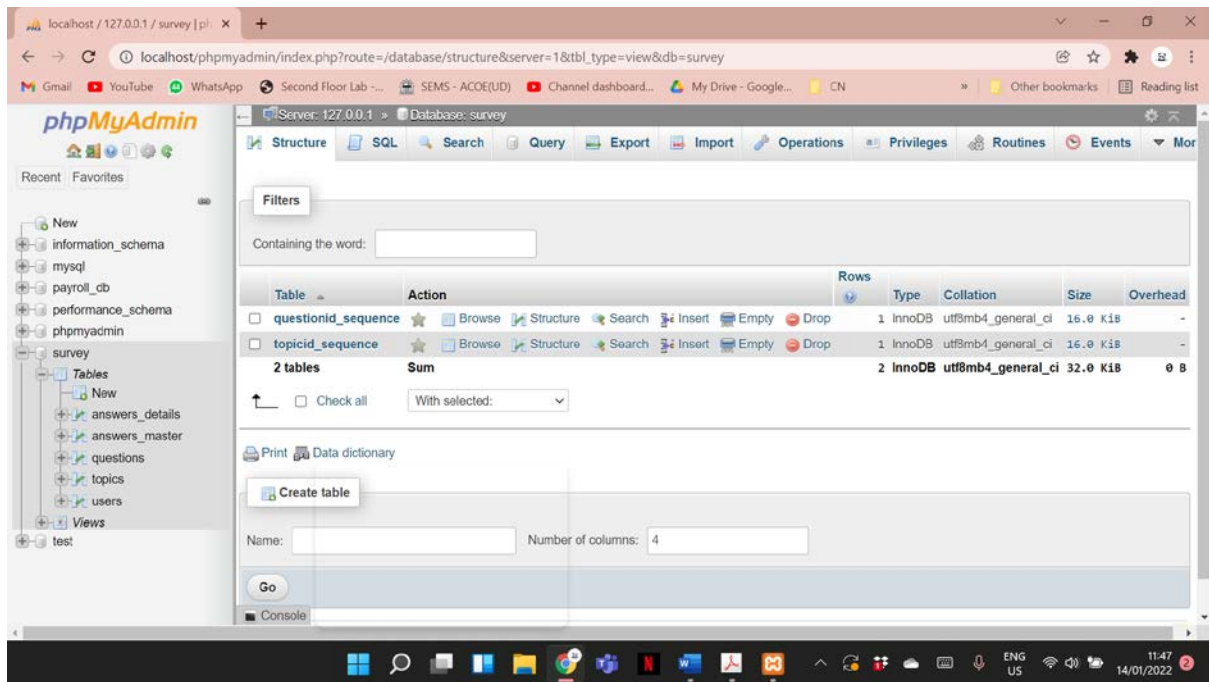 localhost / 127.0.0.1 / survey | ph
localhost/phpmyadmin/index.php?route=/database/structure&server=1&tbl_type=view&db=survey
Gmail YouTube WhatsApp Second Floor Lab -... SEMS - ACOE(UD) Channel dashboard... My Drive - Google... CN » Other bookmarks Reading list
phpMyAdmin
Recent Favorites
New
information_schema
mysql
payroll_db
performance_schema
phpmyadmin
survey
Tables
New
answers_details
answers_master
questions
topics
users
Views
test
Server: 127.0.0.1 » Database: survey
Structure SQL Search Query Export Import Operations Privileges Routines Events Mor
Filters
Containing the word:
Table Action Rows Type Collation Size Overhead
questionid_sequence Browse Structure Search Insert Empty Drop 1 InnoDB utf8mb4_general_ci 16.0 KiB -
topicid_sequence Browse Structure Search Insert Empty Drop 1 InnoDB utf8mb4_general_ci 16.0 KiB -
2 tables Sum 2 InnoDB utf8mb4_general_ci 32.0 KiB 0 B
Check all With selected:
Print Data dictionary
Create table
Name: Number of columns: 4
Go
Console
ENG
US
11:47
14/01/2022
2